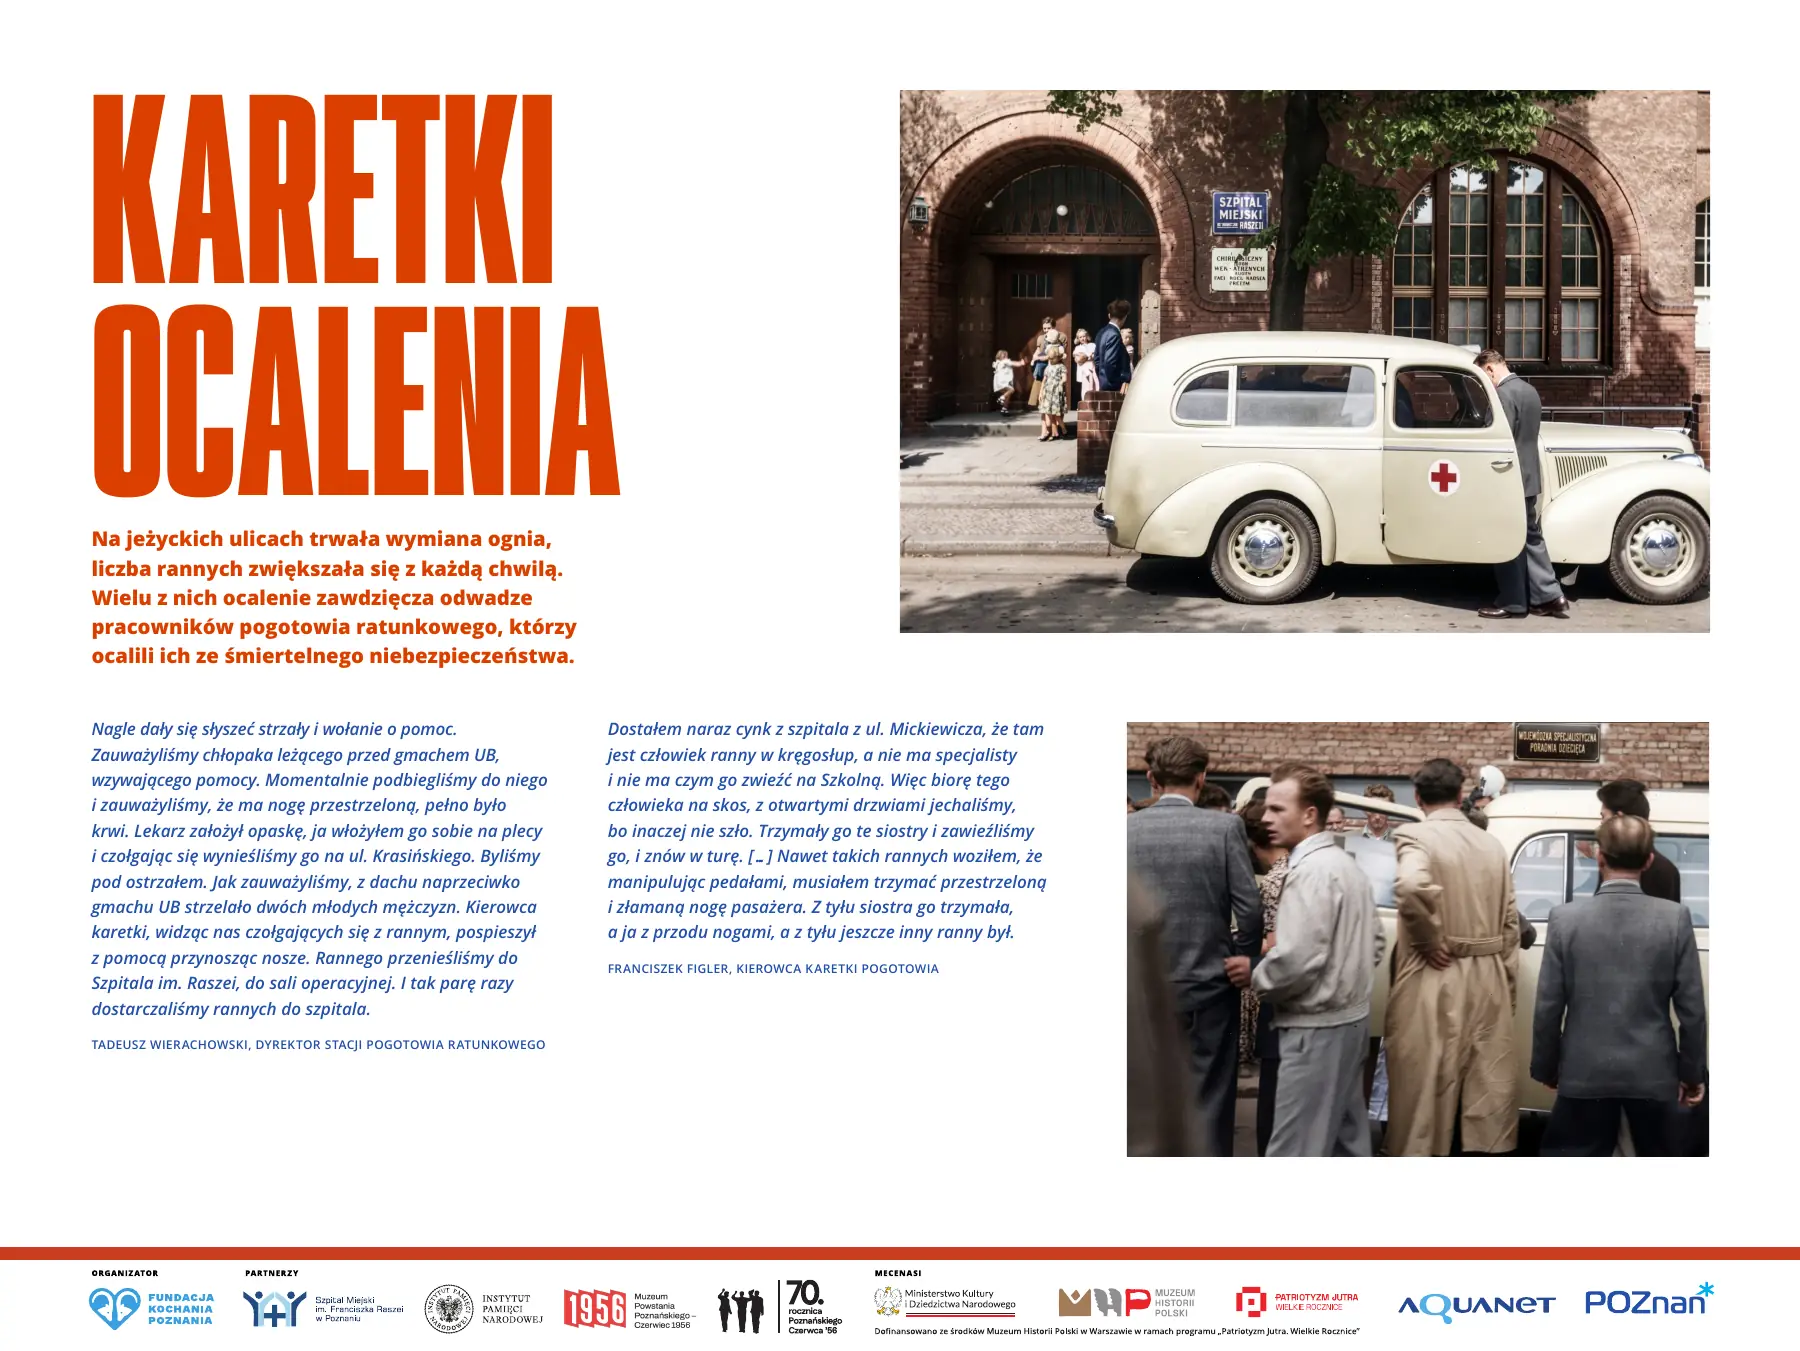 KARETKI
OCALENIA
Na jeżyckich ulicach trwała wymiana ognia,
liczba rannych zwiększała się z każdą chwilą.
Wielu z nich ocalenie zawdzięcza odwadze
pracowników pogotowia ratunkowego, którzy
ocalili ich ze śmiertelnego niebezpieczeństwa.
Nagle dały się słyszeć strzały i wołanie o pomoc.
Zauważyliśmy chłopaka leżącego przed gmachem UB,
wzywającego pomocy. Momentalnie podbiegliśmy do niego
i zauważyliśmy, że ma nogę przestrzeloną, pełno było
krwi. Lekarz założył opaskę, ja włożyłem go sobie na plecy
i czołgając się wynieśliśmy go na ul. Krasińskiego. Byliśmy
pod ostrzałem. Jak zauważyliśmy, z dachu naprzeciwko
gmachu UB strzelało dwóch młodych mężczyzn. Kierowca
karetki, widząc nas czołgających się z rannym, pospieszył
z pomocą przynosząc nosze. Rannego przenieśliśmy do
Szpitala im. Raszei, do sali operacyjnej. I tak parę razy
dostarczaliśmy rannych do szpitala.
TADEUSZ WIERACHOWSKI, DYREKTOR STACJI POGOTOWIA RATUNKOWEGO
Dostałem naraz cynk z szpitala z ul. Mickiewicza, że tam
jest człowiek ranny w kręgosłup, a nie ma specjalisty
i nie ma czym go zwieźć na Szkolną. Więc biorę tego
człowieka na skos, z otwartymi drzwiami jechaliśmy,
bo inaczej nie szło. Trzymały go te siostry i zawieźliśmy
go, i znów w turę. [...] Nawet takich rannych woziłem, że
manipulując pedałami, musiałem trzymać przestrzeloną
i złamaną nogę pasażera. Z tyłu siostra go trzymała,
a ja z przodu nogami, a z tyłu jeszcze inny ranny był.
FRANCISZEK FIGLER, KIEROWCA KARETKI POGOTOWIA
SZPITAL
MIEJSKI
RASZEJI
WOJEWÓDZKA SPECJALISTYCZNA
PORADNIA DZIECIĘCA
ORGANIZATOR
FUNDACJA
KOCHANIA
POZNANIA
PARTNERZY
Szpital Miejski
im. Franciszka Raszei
w Poznaniu
INSTYTUT PAMIĘCI NARODOWEJ
INSTYTUT
PAMIĘCI
NARODOWEJ
1956
Muzeum
Powstania
Poznańskiego –
Czerwiec 1956
70.
rocznica
Poznańskiego
Czerwca '56
MECENASI
Ministerstwo Kultury
i Dziedzictwa Narodowego
MHP
MUZEUM
HISTORII
POLSKI
PATRIOTYZM JUTRA
WIELKIE ROCZNICE
AQUANET
POZnan*
Dofinansowano ze środków Muzeum Historii Polski w Warszawie w ramach programu „Patriotyzm Jutra. Wielkie Rocznice”